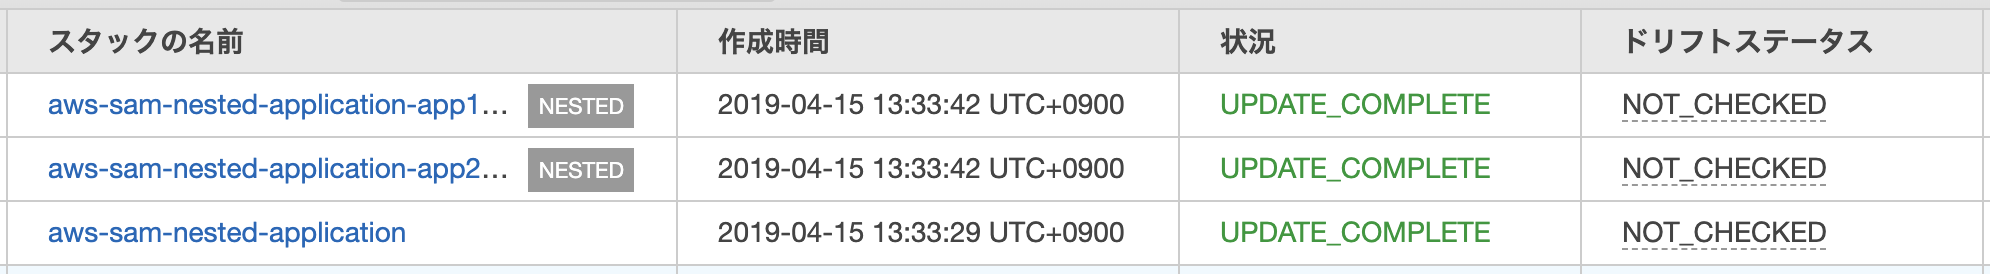 スタックの名前 作成時間 状況 ドリフトステータス
aws-sam-nested-application-app1... NESTED 2019-04-15 13:33:42 UTC+0900 UPDATE_COMPLETE NOT_CHECKED
aws-sam-nested-application-app2... NESTED 2019-04-15 13:33:42 UTC+0900 UPDATE_COMPLETE NOT_CHECKED
aws-sam-nested-application 2019-04-15 13:33:29 UTC+0900 UPDATE_COMPLETE NOT_CHECKED